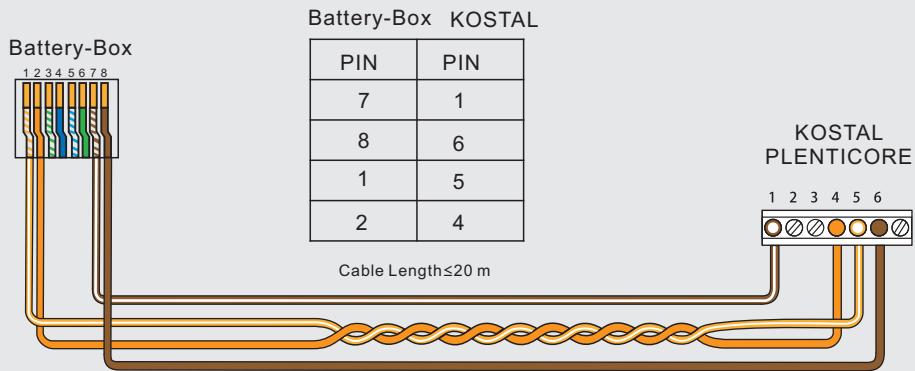 Battery-Box KOSTAL
Battery-Box
1 2 3 4 5 6 7 8
PIN PIN
7 1
8 6
1 5
2 4
Cable Length≤20 m
KOSTAL
PLENTICORE
1 2 3 4 5 6